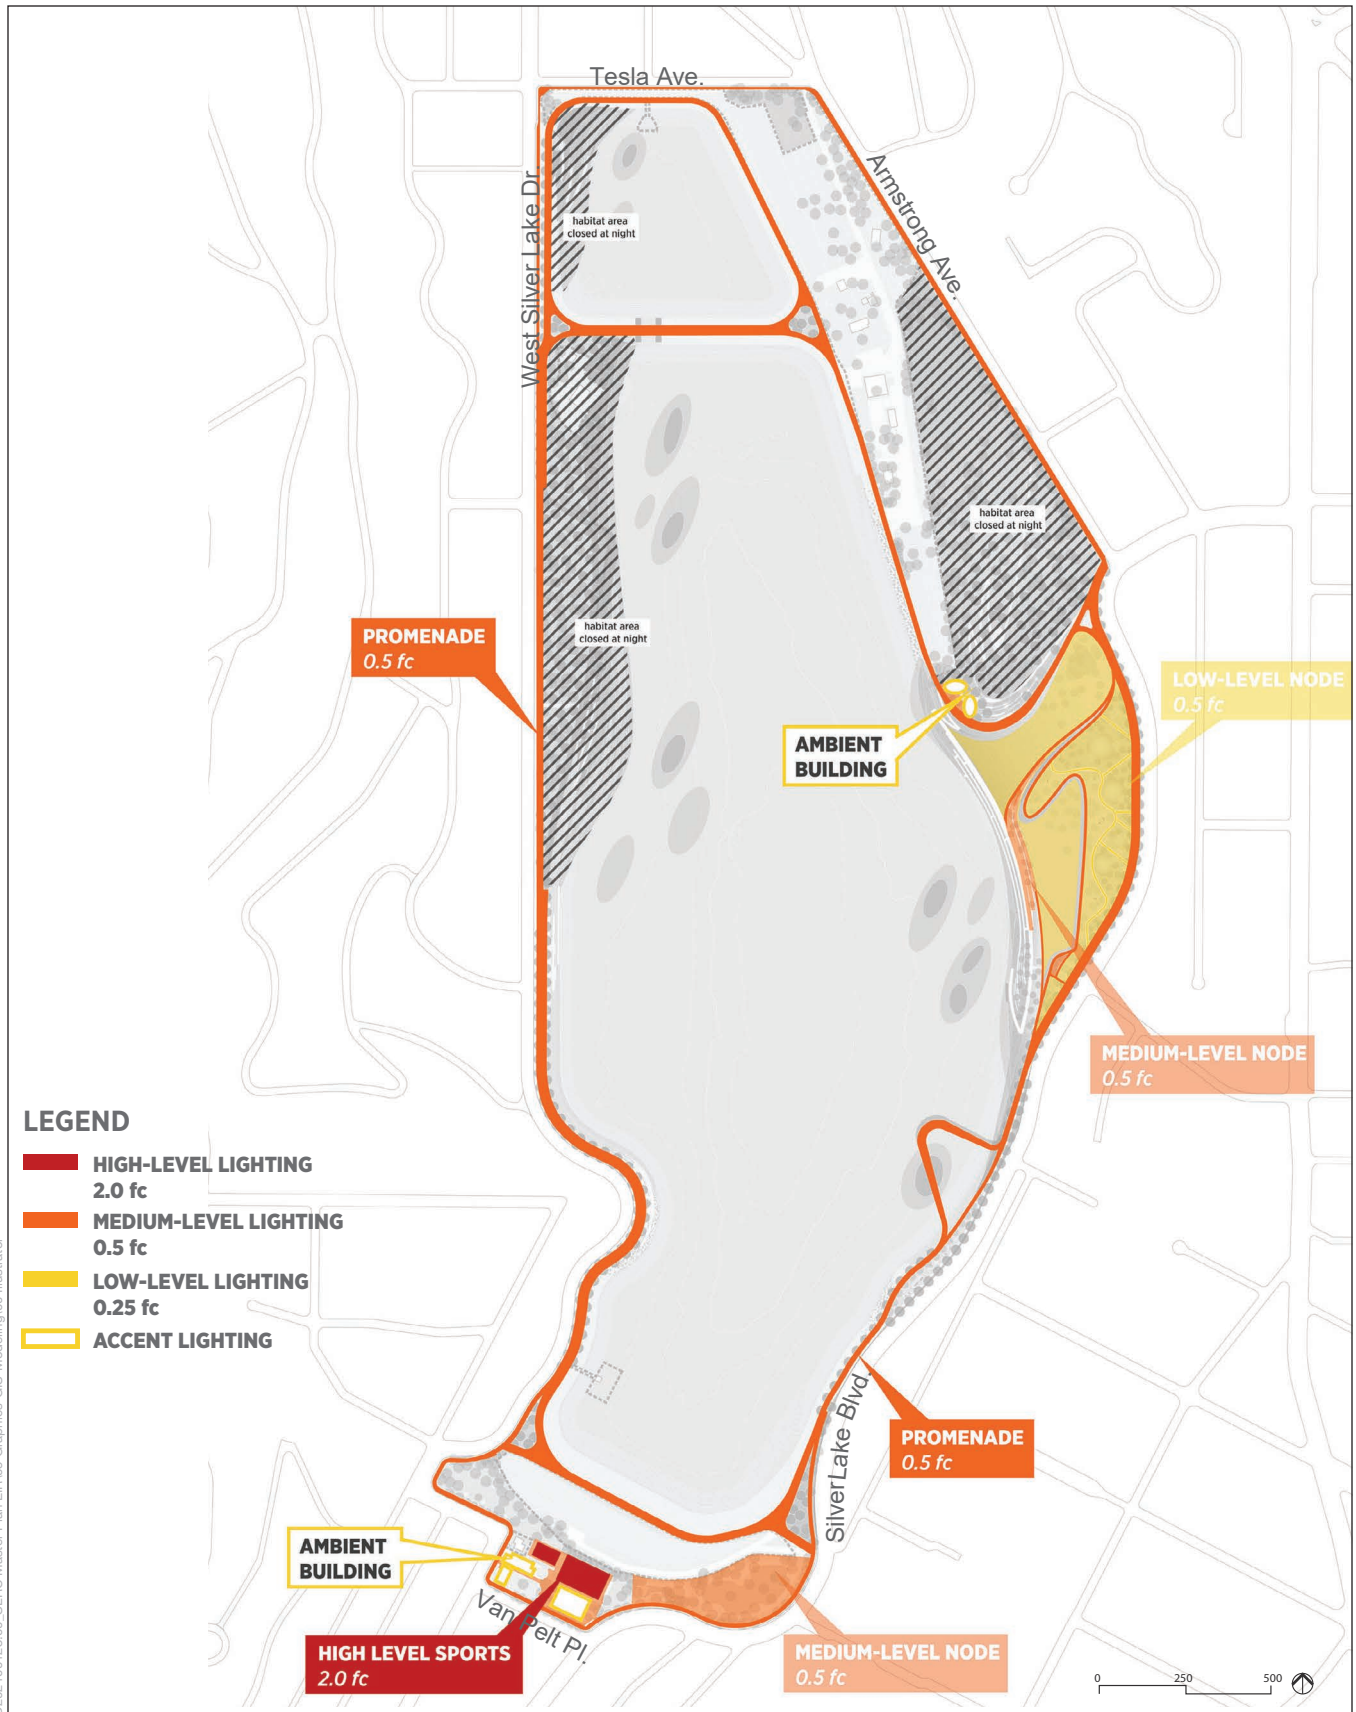 Tesla Ave.
Armstrong Ave.
West Silver Lake Dr.
habitat area
closed at night
habitat area
closed at night
habitat area
closed at night
PROMENADE
0.5 fc
LOW-LEVEL NODE
0.5 fc
AMBIENT
BUILDING
MEDIUM-LEVEL NODE
0.5 fc
LEGEND
HIGH-LEVEL LIGHTING
2.0 fc
MEDIUM-LEVEL LIGHTING
0.5 fc
LOW-LEVEL LIGHTING
0.25 fc
ACCENT LIGHTING
SilverLake Blvd.
PROMENADE
0.5 fc
AMBIENT
BUILDING
Van Pelt Pl.
HIGH LEVEL SPORTS
2.0 fc
MEDIUM-LEVEL NODE
0.5 fc
0 250 500